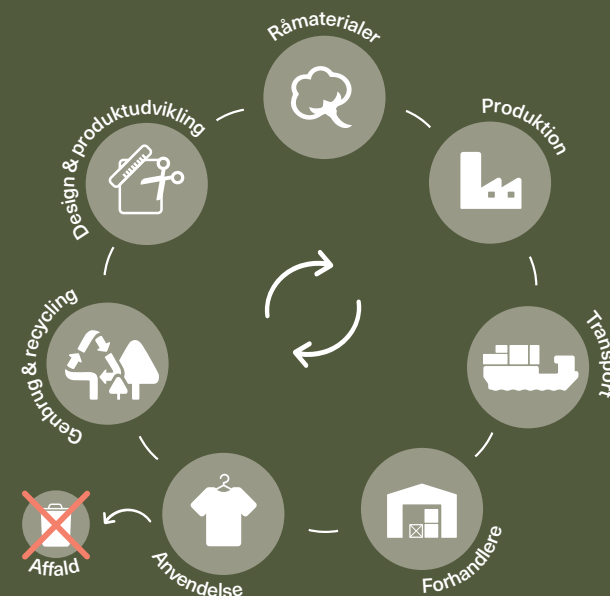 Råmaterialer
Produktion
Transport
Forhandlere
Anvendelse
Affald
Genbrug & recycling
Design & produktudvikling